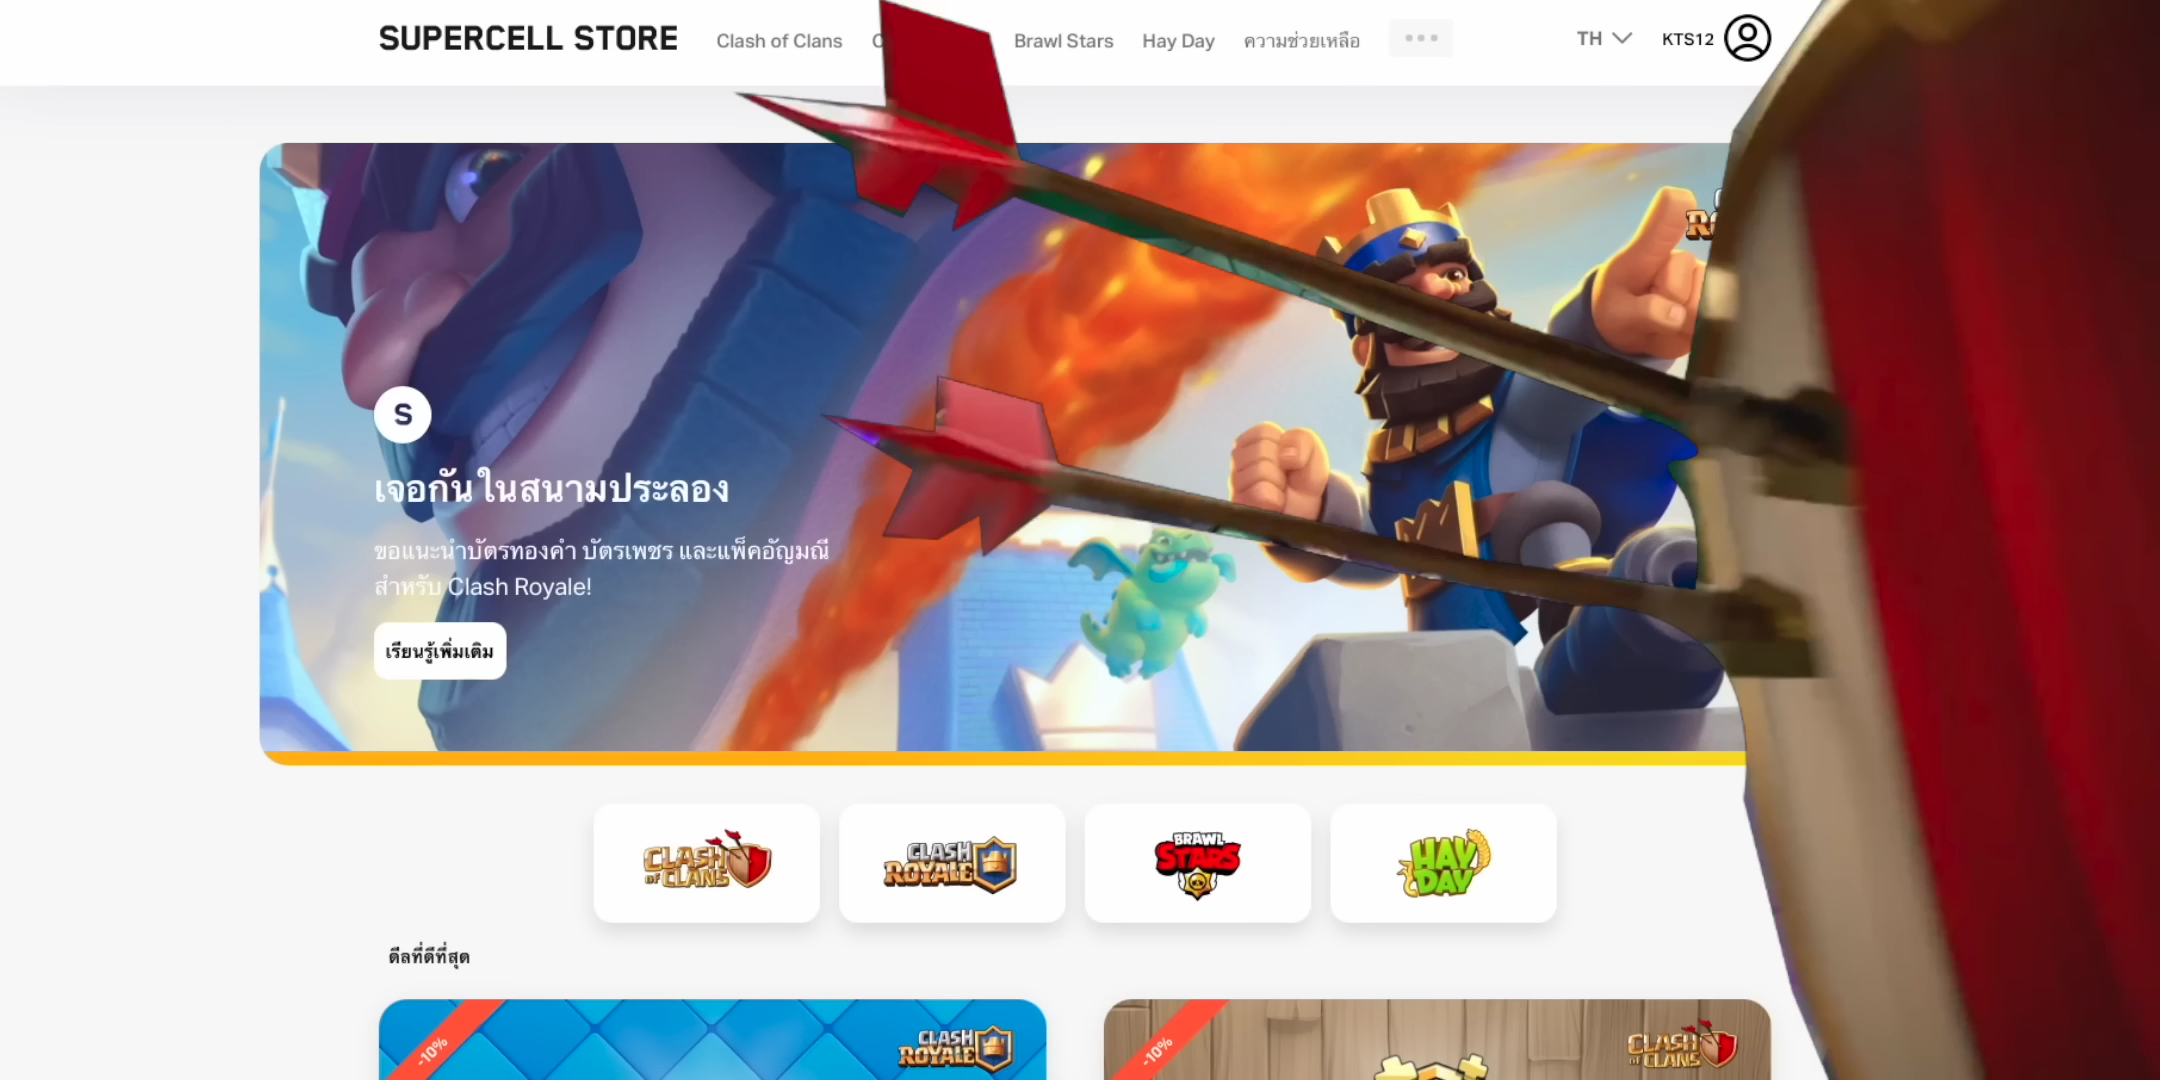 SUPERCELL STORE
Clash of Clans
Brawl Stars
Hay Day
ความช่วยเหลือ
TH
KTS12
S
เจอกันในสนามประลอง
ขอแนะนำบัตรทองคำ บัตรเพชร และแพ็คอัญมณี
สำหรับ Clash Royale!
เรียนรู้เพิ่มเติม
CLASH
OF CLANS
CLASH
ROYALE
BRAWL
STARS
HAY
DAY
ดีลที่ดีที่สุด
-10%
CLASH
ROYALE
-10%
CLASH
OF CLANS